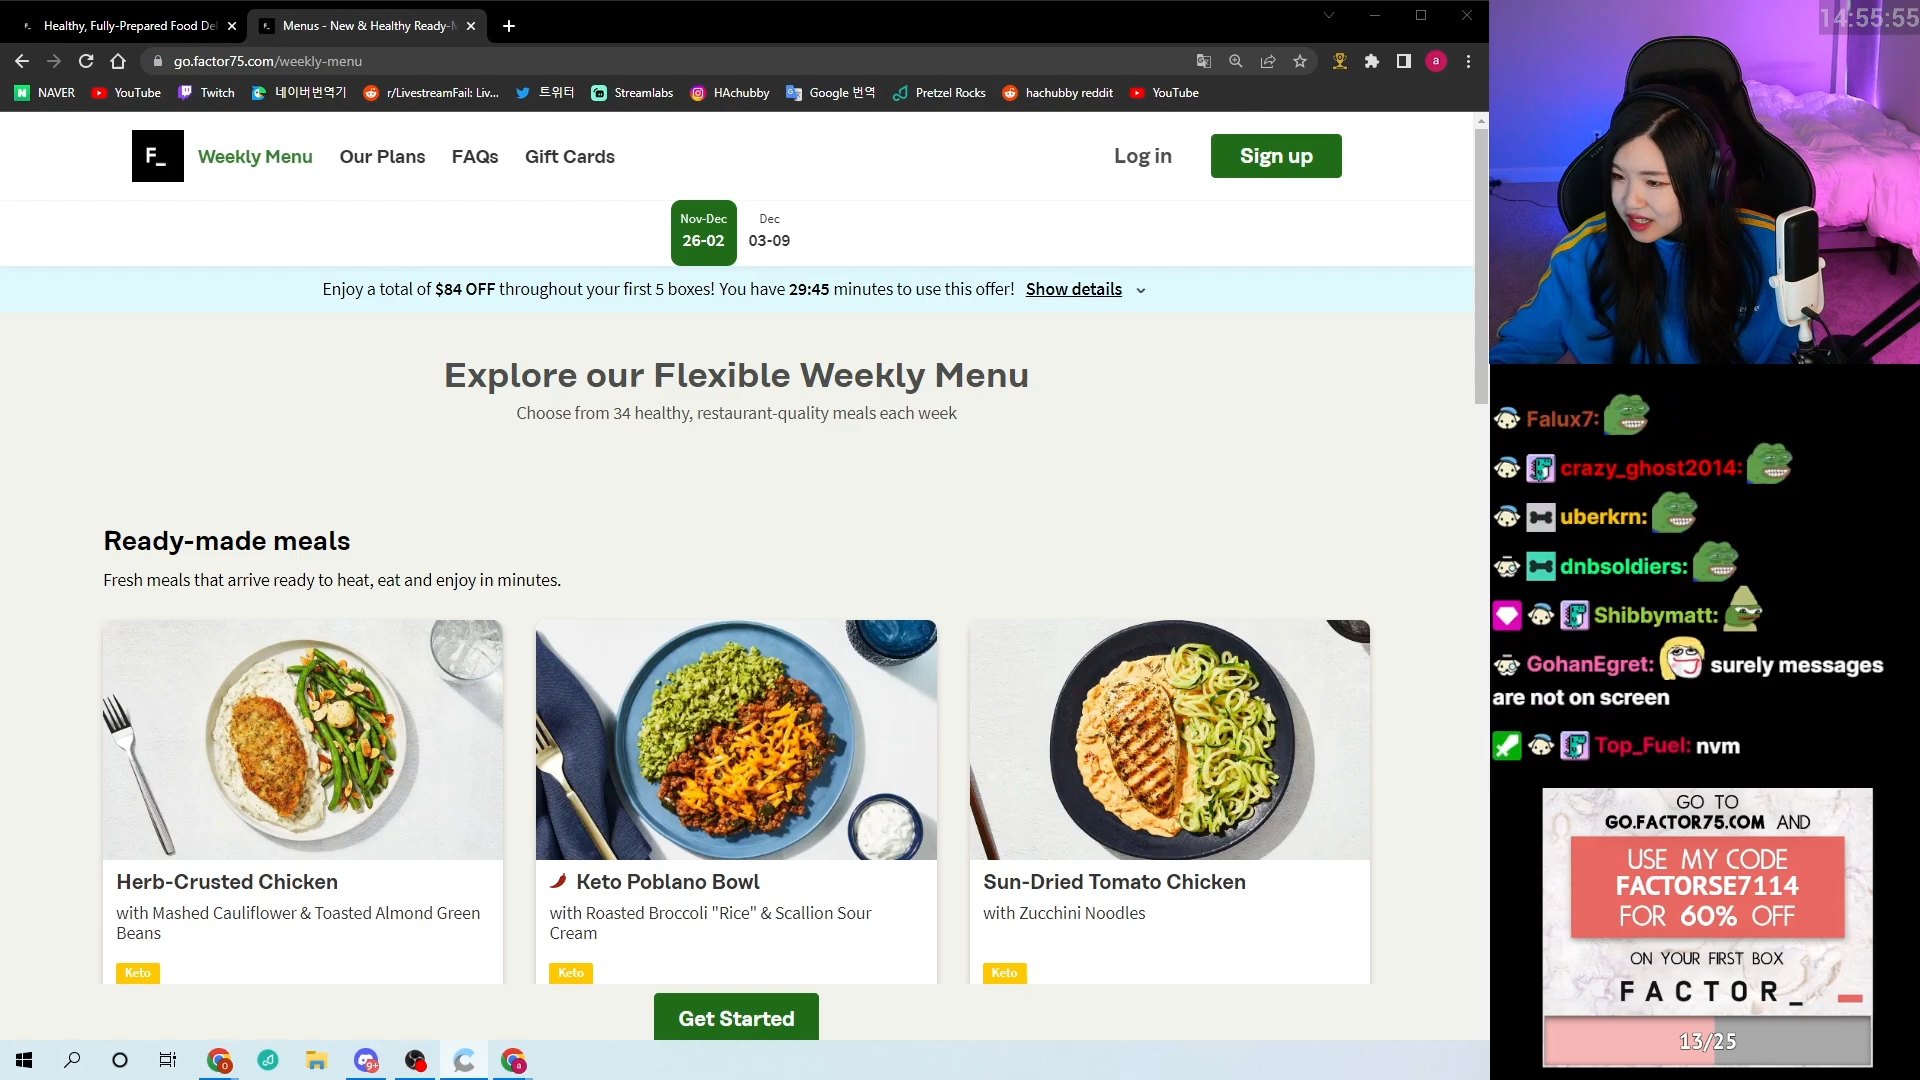 Healthy, Fully-Prepared Food De
Menus - New & Healthy Ready-M
go.factor75.com/weekly-menu
a
NAVER
YouTube
Twitch
네이버번역기
r/LivestreamFail: Liv...
트위터
Streamlabs
HAchubby
Google 번역
Pretzel Rocks
hachubby reddit
YouTube
F_
Weekly Menu
Our Plans
FAQs
Gift Cards
Log in
Sign up
Nov-Dec
26-02
Dec
03-09
Enjoy a total of $84 OFF throughout your first 5 boxes! You have 29:45 minutes to use this offer! Show details
Explore our Flexible Weekly Menu
Choose from 34 healthy, restaurant-quality meals each week
Ready-made meals
Fresh meals that arrive ready to heat, eat and enjoy in minutes.
Herb-Crusted Chicken
with Mashed Cauliflower & Toasted Almond Green
Beans
Keto
Keto Poblano Bowl
with Roasted Broccoli "Rice" & Scallion Sour
Cream
Keto
Sun-Dried Tomato Chicken
with Zucchini Noodles
Keto
Get Started
14:55:55
Falux7:
crazy_ghost2014:
uberkrn:
dnbsoldiers:
Shibbymatt:
GohanEgret: surely messages
are not on screen
Top_Fuel: nvm
GO TO
GO.FACTOR75.COM AND
USE MY CODE
FACTORSE7114
FOR 60% OFF
ON YOUR FIRST BOX
FACTOR_
13/25
9+